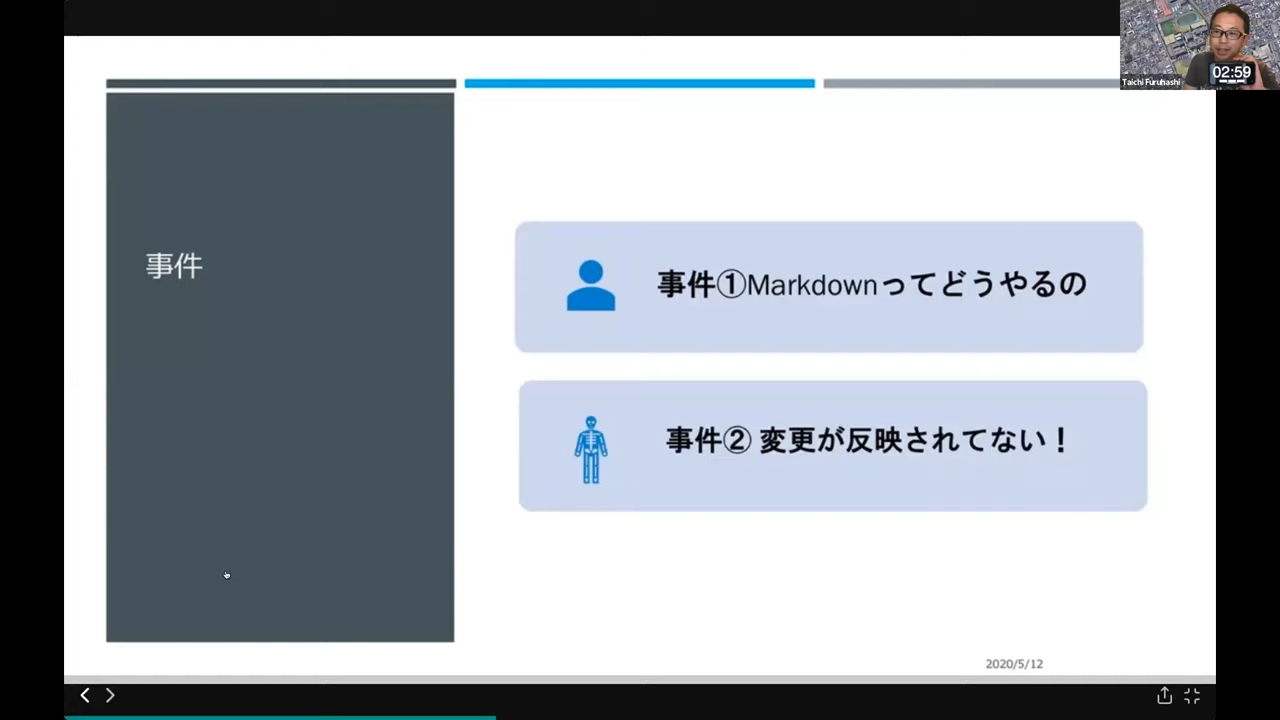 Taichi Furuhashi
02:59
事件
事件①Markdownってどうやるの
事件② 変更が反映されてない！
2020/5/12